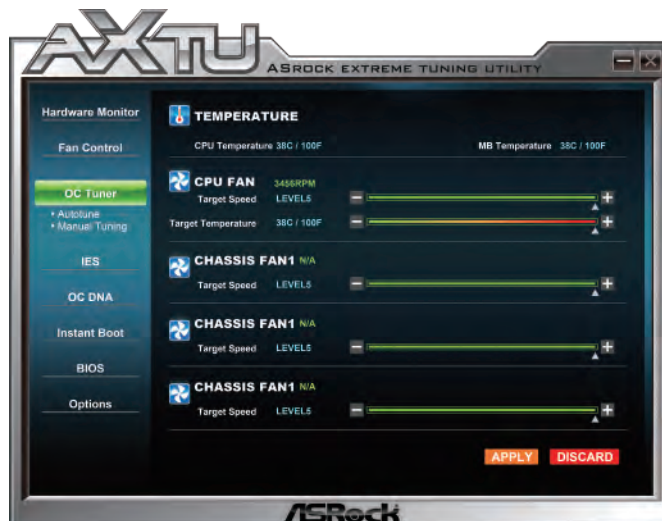 AXTU
ASROCK EXTREME TUNING UTILITY
Hardware Monitor
Fan Control
OC Tuner
Autotune
Manual Tuning
IES
OC DNA
Instant Boot
BIOS
Options
TEMPERATURE
CPU Temperature 38C / 100F MB Temperature 38C / 100F
CPU FAN 3456RPM
Target Speed LEVEL5
Target Temperature 38C / 100F
CHASSIS FAN1 N/A
Target Speed LEVEL5
CHASSIS FAN1 N/A
Target Speed LEVEL5
CHASSIS FAN1 N/A
Target Speed LEVEL5
APPLY DISCARD
ASRock